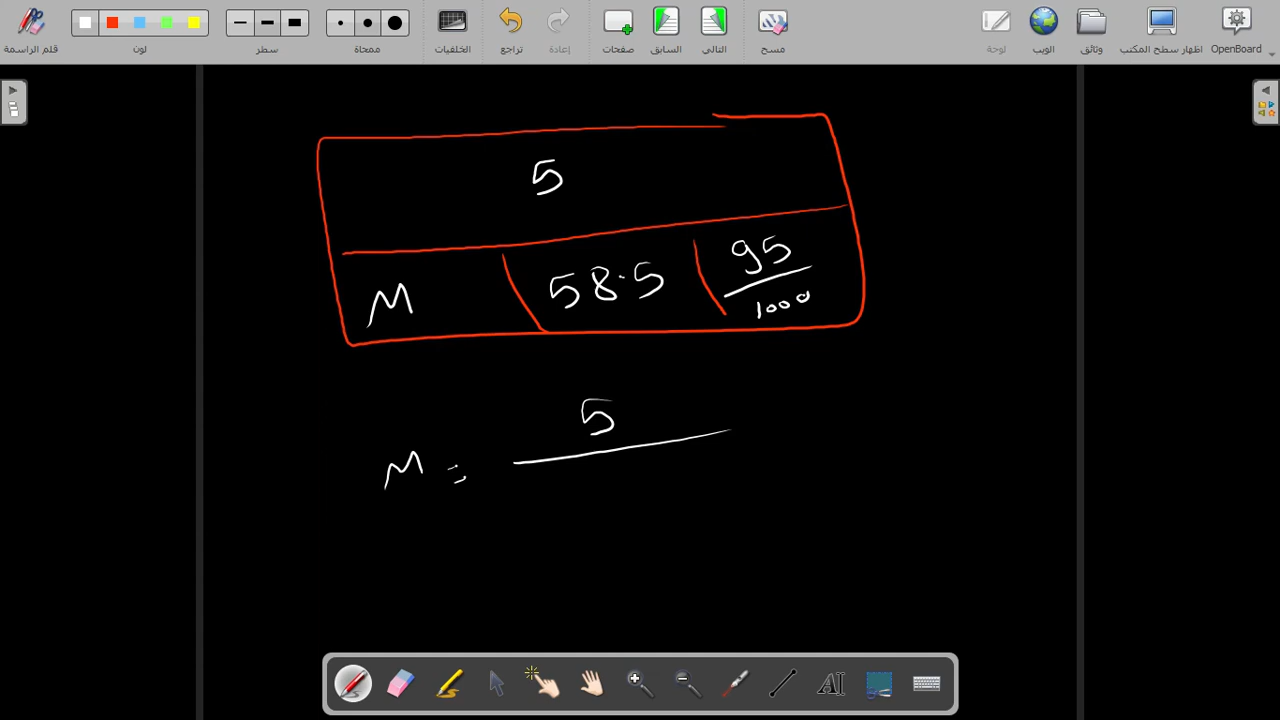 قلم الراسمة
لون
سطر
ممحاة
الخلفيات
تراجع
إعادة
صفحات
السابق
التالي
مسح
لوحة
الويب
وثائق
اظهار سطح المكتب
OpenBoard
5
M 58.5 95/1000
M = 5
AI